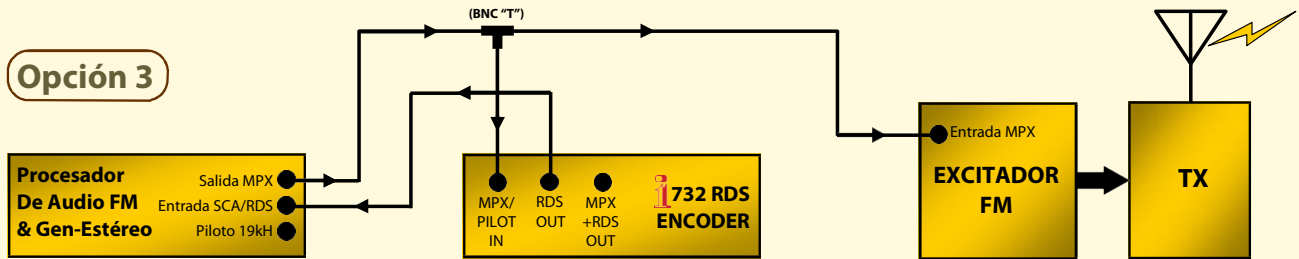 (BNC “T”)
Opción 3
Procesador
De Audio FM
& Gen-Estéreo
Salida MPX
Entrada SCA/RDS
Piloto 19kH
MPX/
PILOT
IN
RDS
OUT
MPX
+RDS
OUT
i732 RDS
ENCODER
Entrada MPX
EXCITADOR
FM
TX